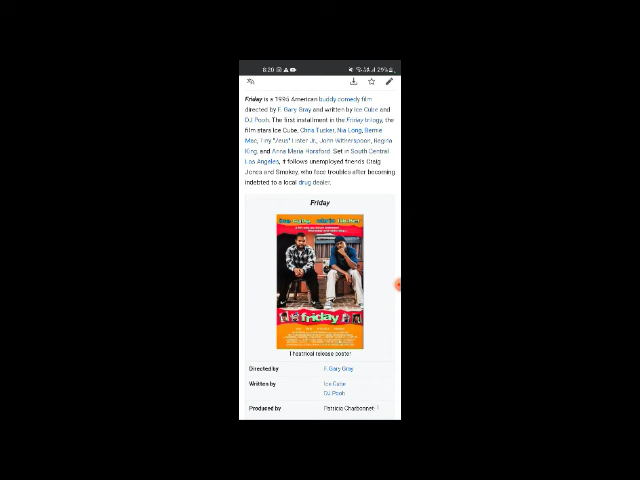 8:20
29%
Friday is a 1995 American buddy comedy film
directed by F. Gary Gray and written by Ice Cube and
DJ Pooh. The first installment in the Friday trilogy, the
film stars Ice Cube, Chris Tucker, Nia Long, Bernie
Mac, Tiny "Zeus" Lister Jr., John Witherspoon, Regina
King, and Anna Maria Horsford. Set in South Central
Los Angeles, it follows unemployed friends Craig
Jones and Smokey, who face troubles after becoming
indebted to a local drug dealer.
Friday
friday
Theatrical release poster
Directed by F. Gary Gray
Written by Ice Cube
DJ Pooh
Produced by Patricia Charbonnet